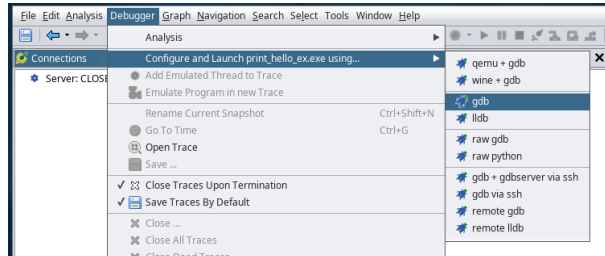 File Edit Analysis Debugger Graph Navigation Search Select Tools Window Help
Analysis
Connections
Configure and Launch print_hello_ex.exe using...
Server: CLOSE
Add Emulated Thread to Trace
Emulate Program in new Trace
Rename Current Snapshot Ctrl+Shift+N
Go To Time Ctrl+G
Open Trace
Save ...
Close Traces Upon Termination
Save Traces By Default
Close ...
Close All Traces
Close Dead Traces
qemu + gdb
wine + gdb
gdb
lldb
raw gdb
raw python
gdb + gdbserver via ssh
gdb via ssh
remote gdb
remote lldb